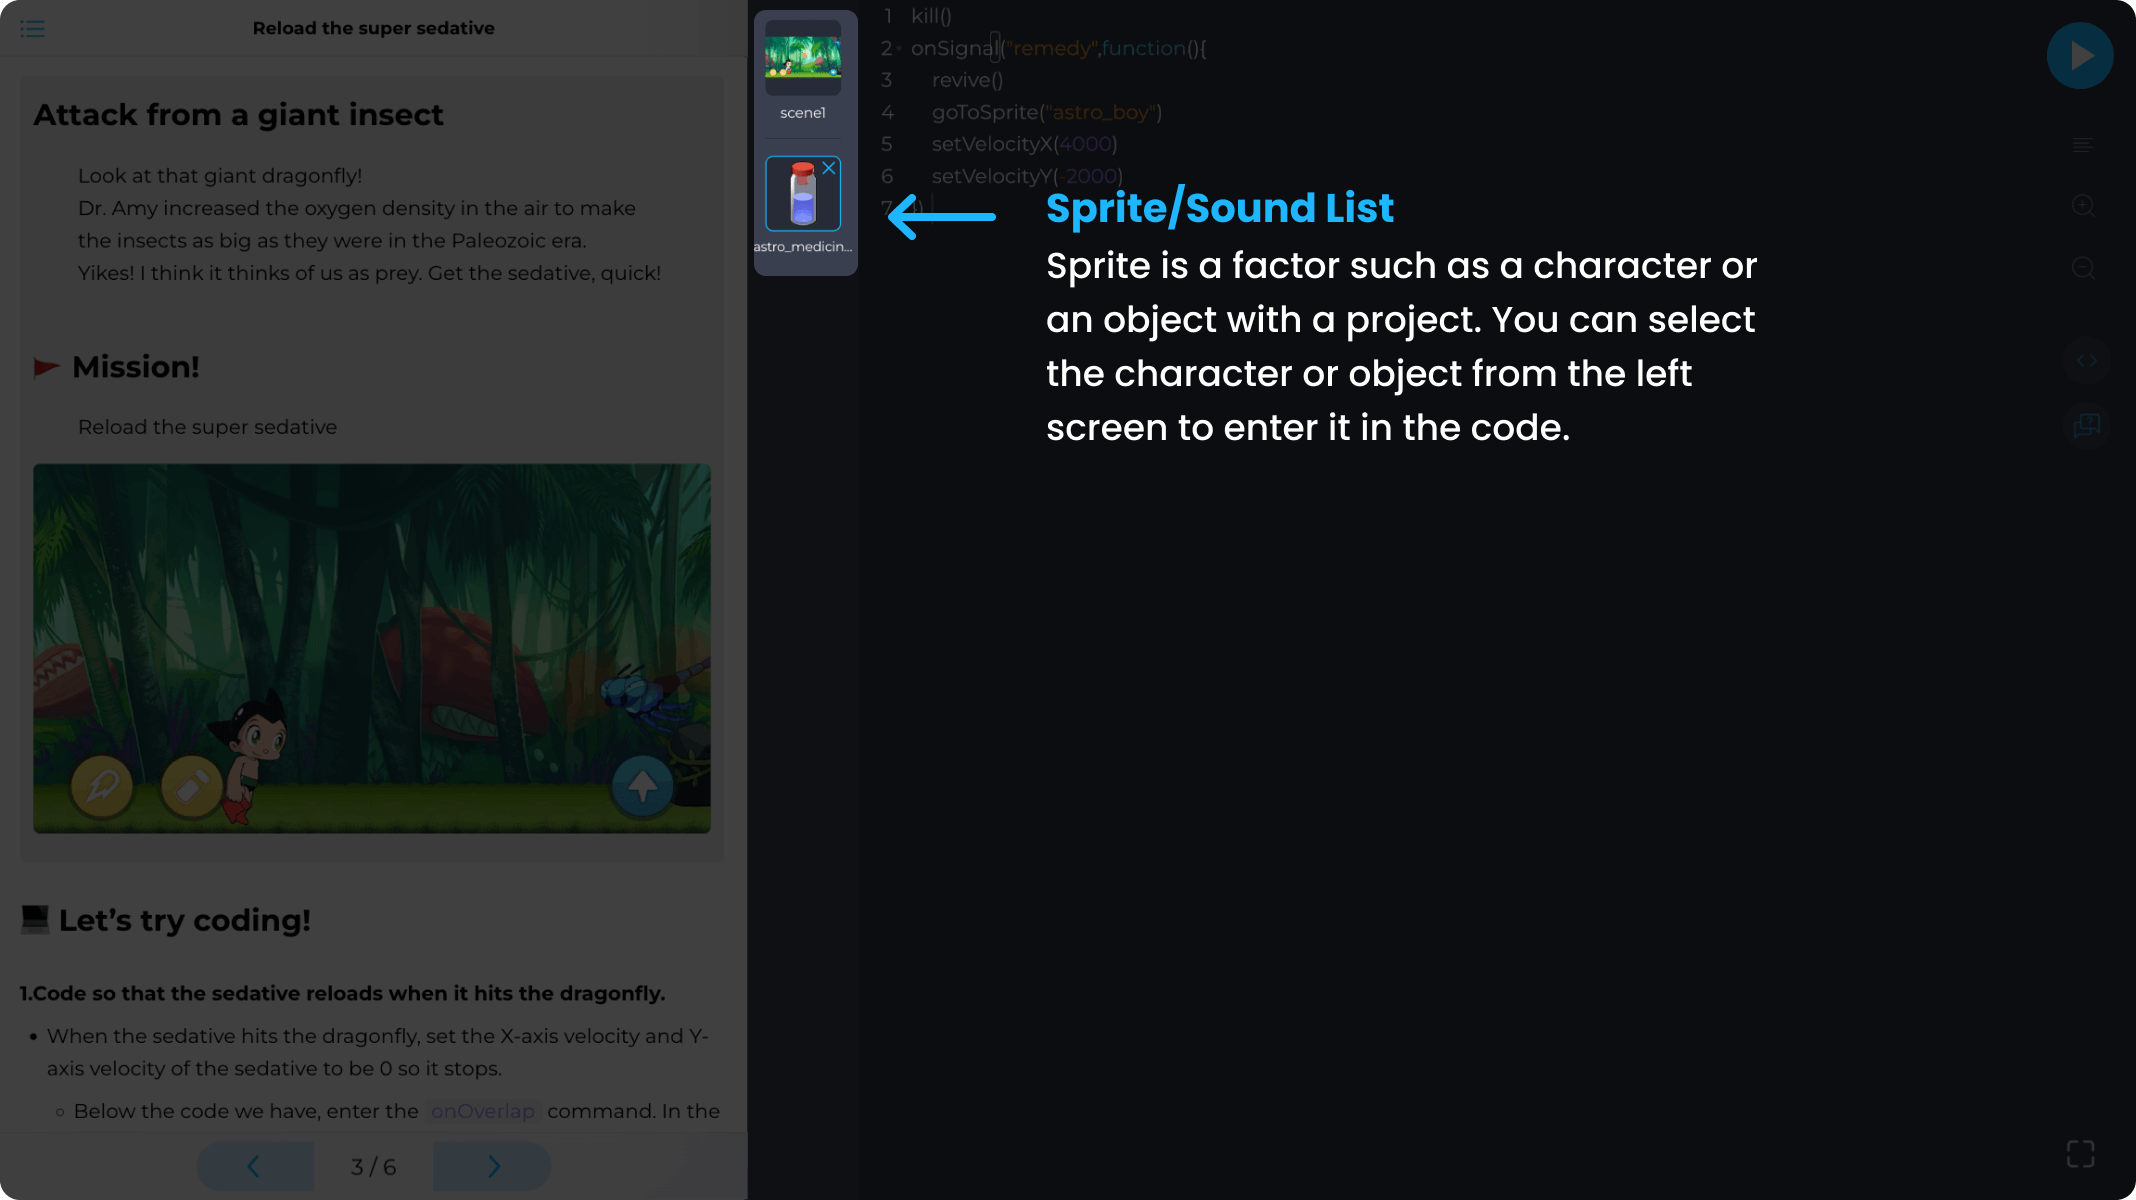 Reload the super sedative
Attack from a giant insect
Look at that giant dragonfly!
Dr. Amy increased the oxygen density in the air to make
the insects as big as they were in the Paleozoic era.
Yikes! I think it thinks of us as prey. Get the sedative, quick!
Mission!
Reload the super sedative
Let’s try coding!
1.Code so that the sedative reloads when it hits the dragonfly.
• When the sedative hits the dragonfly, set the X-axis velocity and Y-
axis velocity of the sedative to be 0 so it stops.
○ Below the code we have, enter the onOverlap command. In the
3 / 6
scene1
astro_medicin...
1 kill()
2 onSignal("remedy",function(){
3 revive()
4 goToSprite("astro_boy")
5 setVelocityX(4000)
6 setVelocityY(-2000)
7 })
Sprite/Sound List
Sprite is a factor such as a character or
an object with a project. You can select
the character or object from the left
screen to enter it in the code.